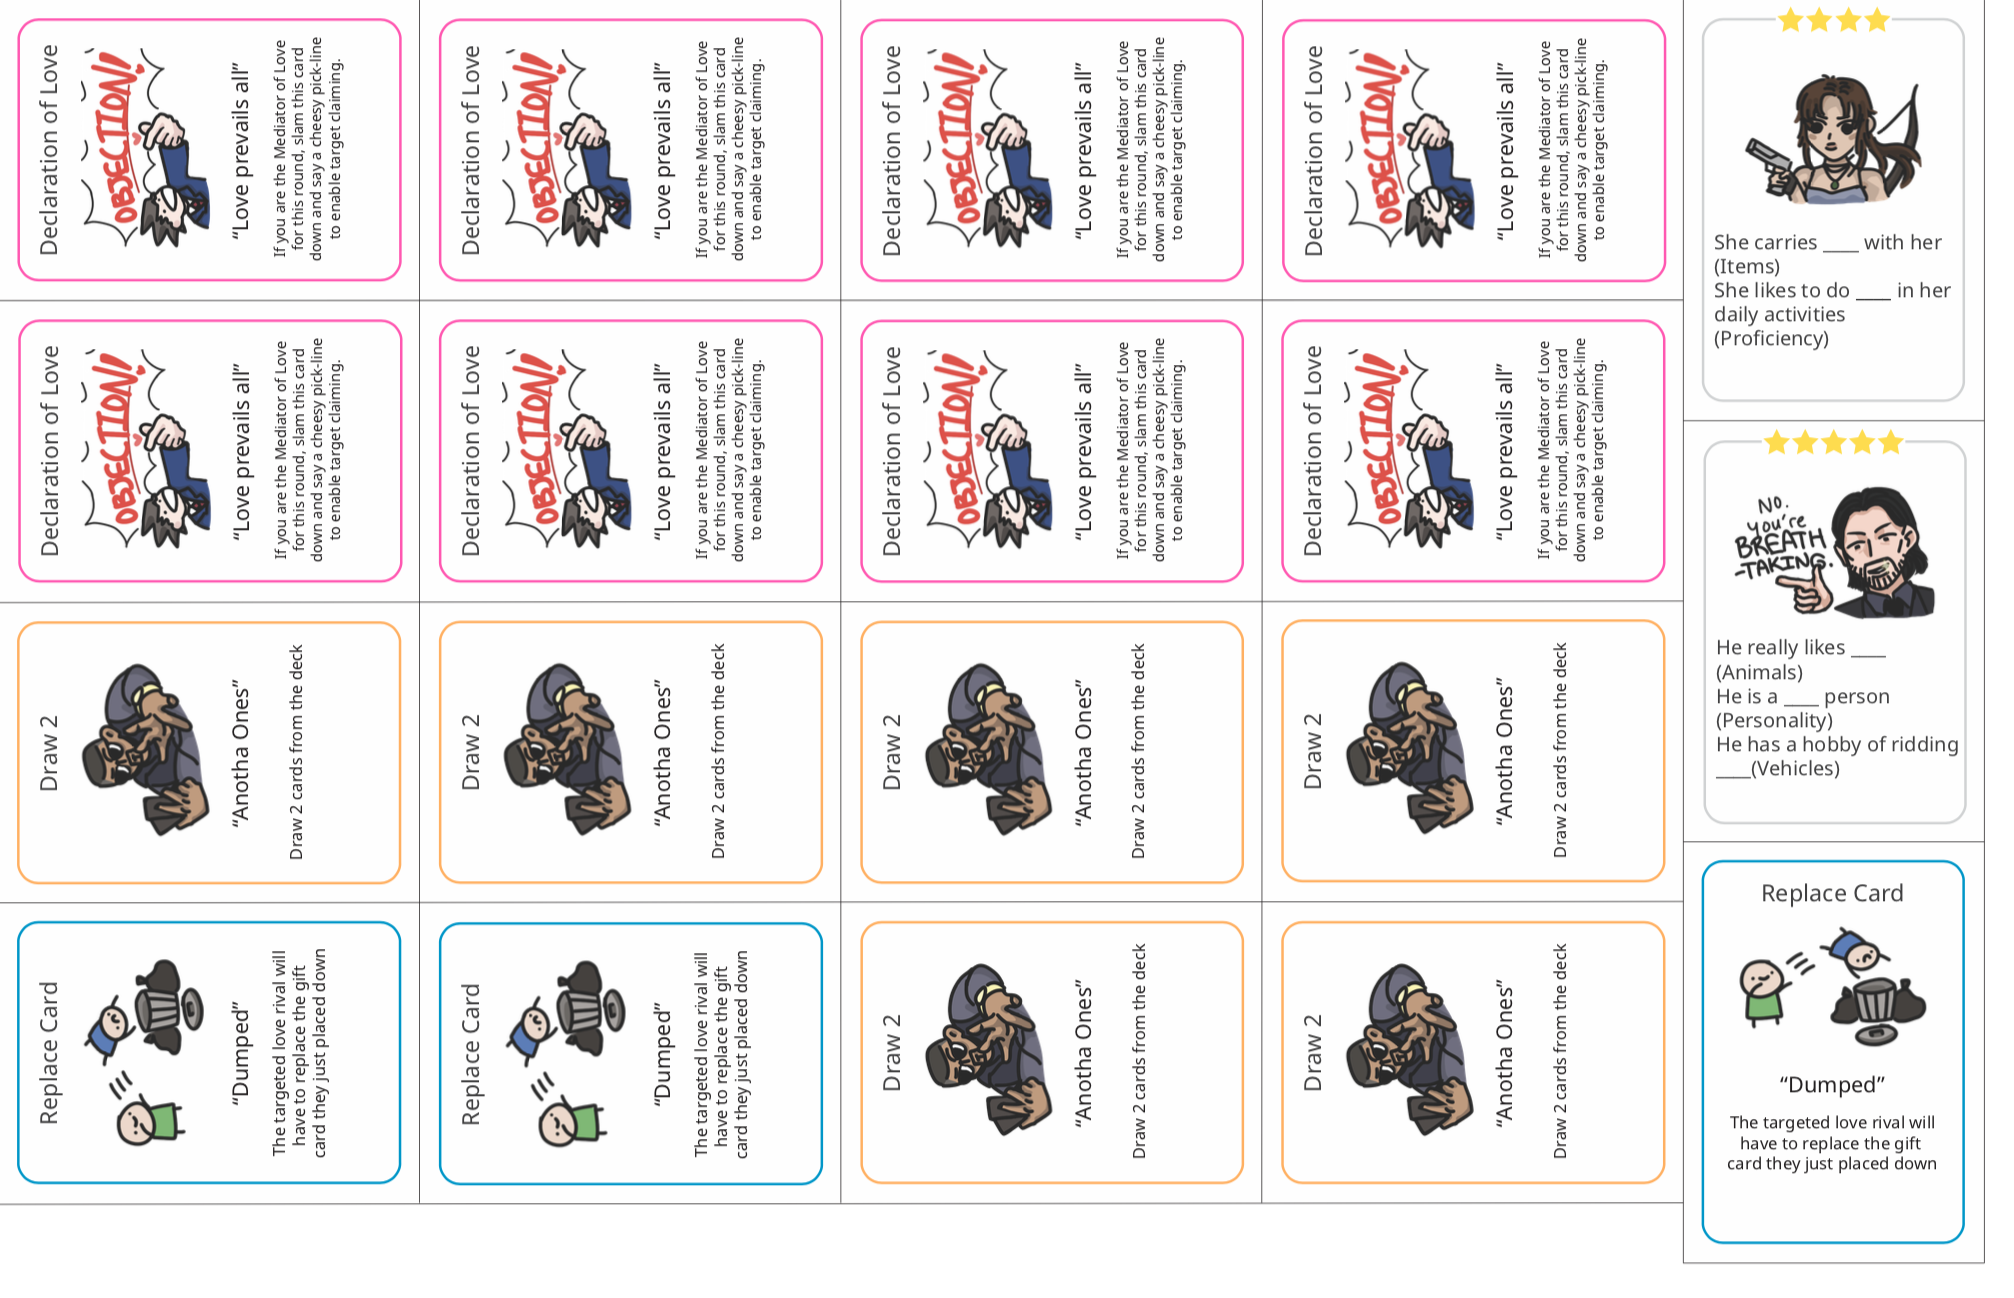 Declaration of Love
OBJECTION!
“Love prevails all”
If you are the Mediator of Love
for this round, slam this card
down and say a cheesy pick-line
to enable target claiming.
Declaration of Love
OBJECTION!
“Love prevails all”
If you are the Mediator of Love
for this round, slam this card
down and say a cheesy pick-line
to enable target claiming.
Declaration of Love
OBJECTION!
“Love prevails all”
If you are the Mediator of Love
for this round, slam this card
down and say a cheesy pick-line
to enable target claiming.
Declaration of Love
OBJECTION!
“Love prevails all”
If you are the Mediator of Love
for this round, slam this card
down and say a cheesy pick-line
to enable target claiming.
She carries ___ with her
(Items)
She likes to do ___ in her
daily activities
(Proficiency)
Declaration of Love
OBJECTION!
“Love prevails all”
If you are the Mediator of Love
for this round, slam this card
down and say a cheesy pick-line
to enable target claiming.
Declaration of Love
OBJECTION!
“Love prevails all”
If you are the Mediator of Love
for this round, slam this card
down and say a cheesy pick-line
to enable target claiming.
Declaration of Love
OBJECTION!
“Love prevails all”
If you are the Mediator of Love
for this round, slam this card
down and say a cheesy pick-line
to enable target claiming.
Declaration of Love
OBJECTION!
“Love prevails all”
If you are the Mediator of Love
for this round, slam this card
down and say a cheesy pick-line
to enable target claiming.
NO.
you're
BREATH
-TAKING.
He really likes ___
(Animals)
He is a ___ person
(Personality)
He has a hobby of ridding
___(Vehicles)
Draw 2
“Anotha Ones”
Draw 2 cards from the deck
Draw 2
“Anotha Ones”
Draw 2 cards from the deck
Draw 2
“Anotha Ones”
Draw 2 cards from the deck
Draw 2
“Anotha Ones”
Draw 2 cards from the deck
Replace Card
“Dumped”
The targeted love rival will
have to replace the gift
card they just placed down
Replace Card
“Dumped”
The targeted love rival will
have to replace the gift
card they just placed down
Draw 2
“Anotha Ones”
Draw 2 cards from the deck
Draw 2
“Anotha Ones”
Draw 2 cards from the deck
Replace Card
“Dumped”
The targeted love rival will
have to replace the gift
card they just placed down